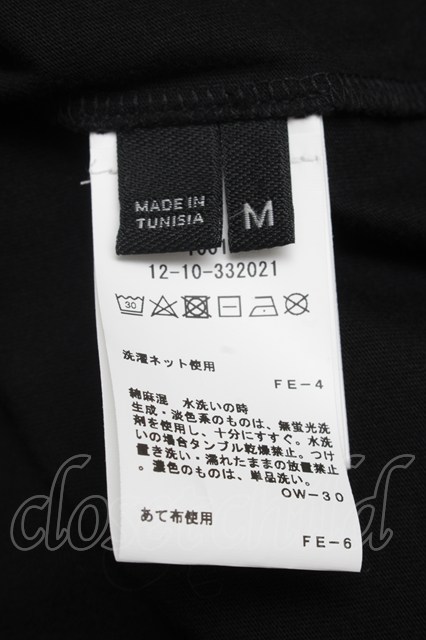 MADE IN
TUNISIA
M
12-10-332021
30
洗濯ネット使用
FE-4
綿麻混 水洗いの時
生成・淡色系のものは、無蛍光洗
剤を使用し、十分にすすぐ。水洗
いの場合タンブル乾燥禁止。つけ
置き洗い・濡れたままの放置禁止
。濃色のものは、単品洗い。
OW-30
あて布使用
FE-6